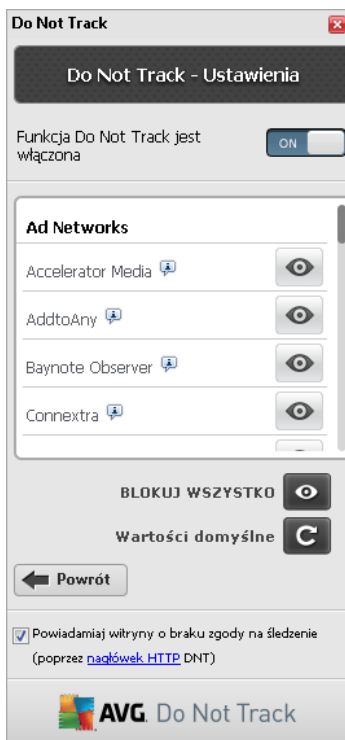 Do Not Track
Do Not Track - Ustawienia
Funkcja Do Not Track jest
włączona
ON
Ad Networks
Accelerator Media
AddtoAny
Baynote Observer
Connextra
BLOKUJ WSZYSTKO
Wartości domyślne
Powrót
Powiadamiaj witryny o braku zgody na śledzenie
(poprzez nagłówek HTTP DNT)
AVG. Do Not Track